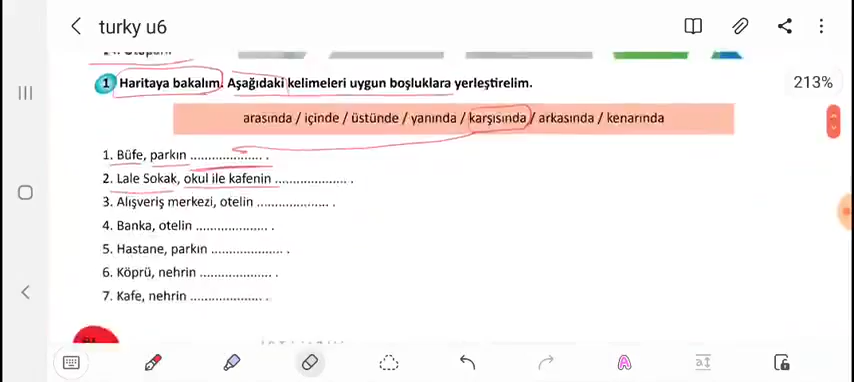 turky u6
213%
1 Haritaya bakalım. Aşağıdaki kelimeleri uygun boşluklara yerleştirelim.
arasında / içinde / üstünde / yanında / karşısında / arkasında / kenarında
1. Büfe, parkın ..................... .
2. Lale Sokak, okul ile kafenin ..................... .
3. Alışveriş merkezi, otelin ..................... .
4. Banka, otelin ..................... .
5. Hastane, parkın ..................... .
6. Köprü, nehrin ..................... .
7. Kafe, nehrin ..................... .